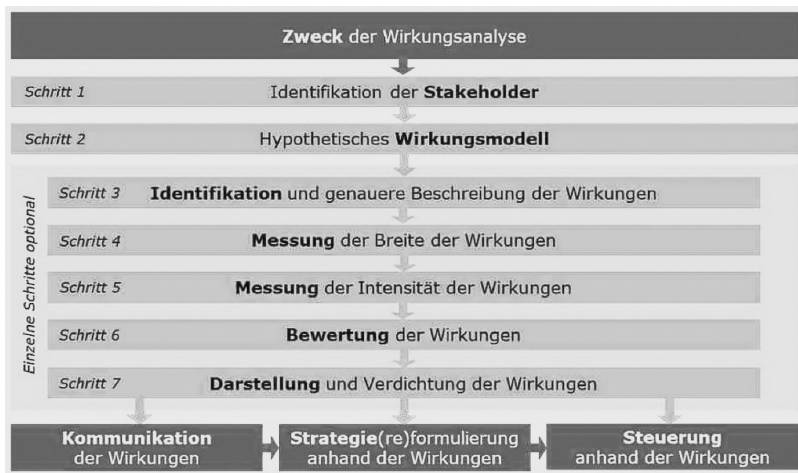 Zweck der Wirkungsanalyse
Schritt 1 Identifikation der Stakeholder
Schritt 2 Hypothetisches Wirkungsmodell
Einzelne Schritte optional
Schritt 3 Identifikation und genauere Beschreibung der Wirkungen
Schritt 4 Messung der Breite der Wirkungen
Schritt 5 Messung der Intensität der Wirkungen
Schritt 6 Bewertung der Wirkungen
Schritt 7 Darstellung und Verdichtung der Wirkungen
Kommunikation
der Wirkungen
Strategie(re)formulierung
anhand der Wirkungen
Steuerung
anhand der Wirkungen